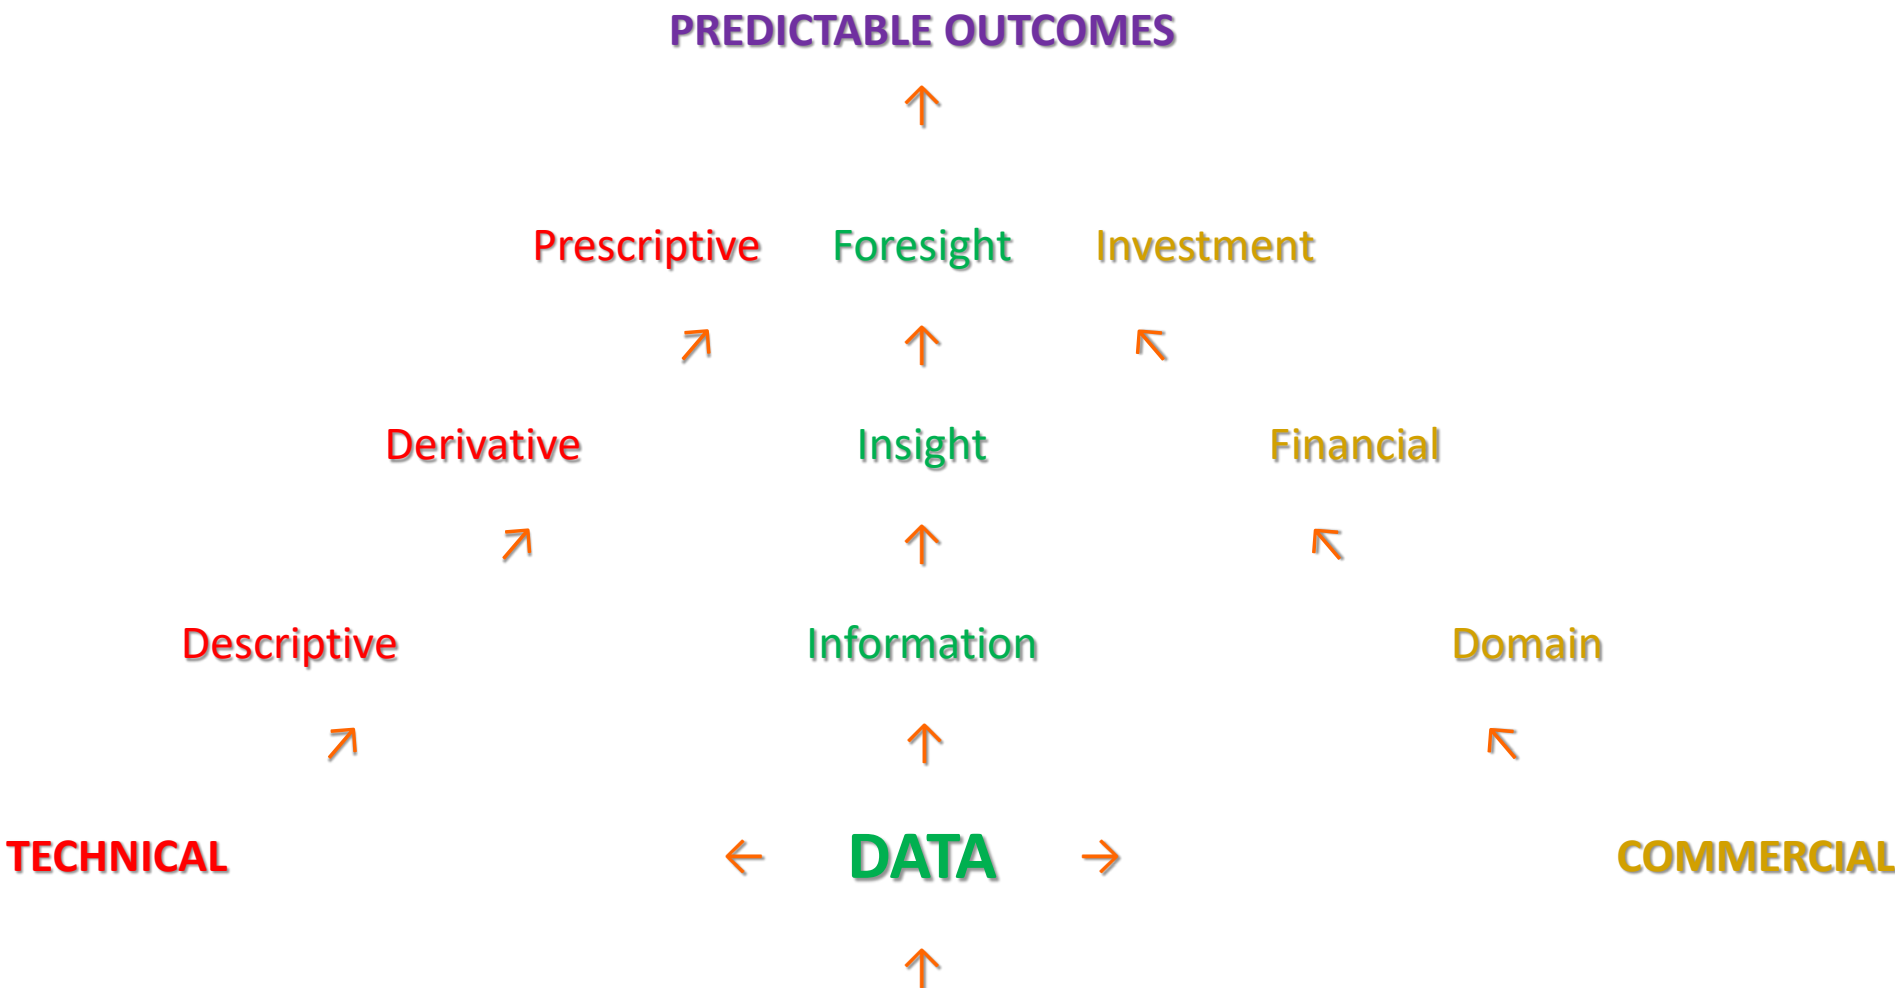 PREDICTABLE OUTCOMES
↑
Prescriptive Foresight Investment
↗ ↑ ↖
Derivative Insight Financial
↗ ↑ ↖
Descriptive Information Domain
↗ ↑ ↖
TECHNICAL ← DATA → COMMERCIAL
↑